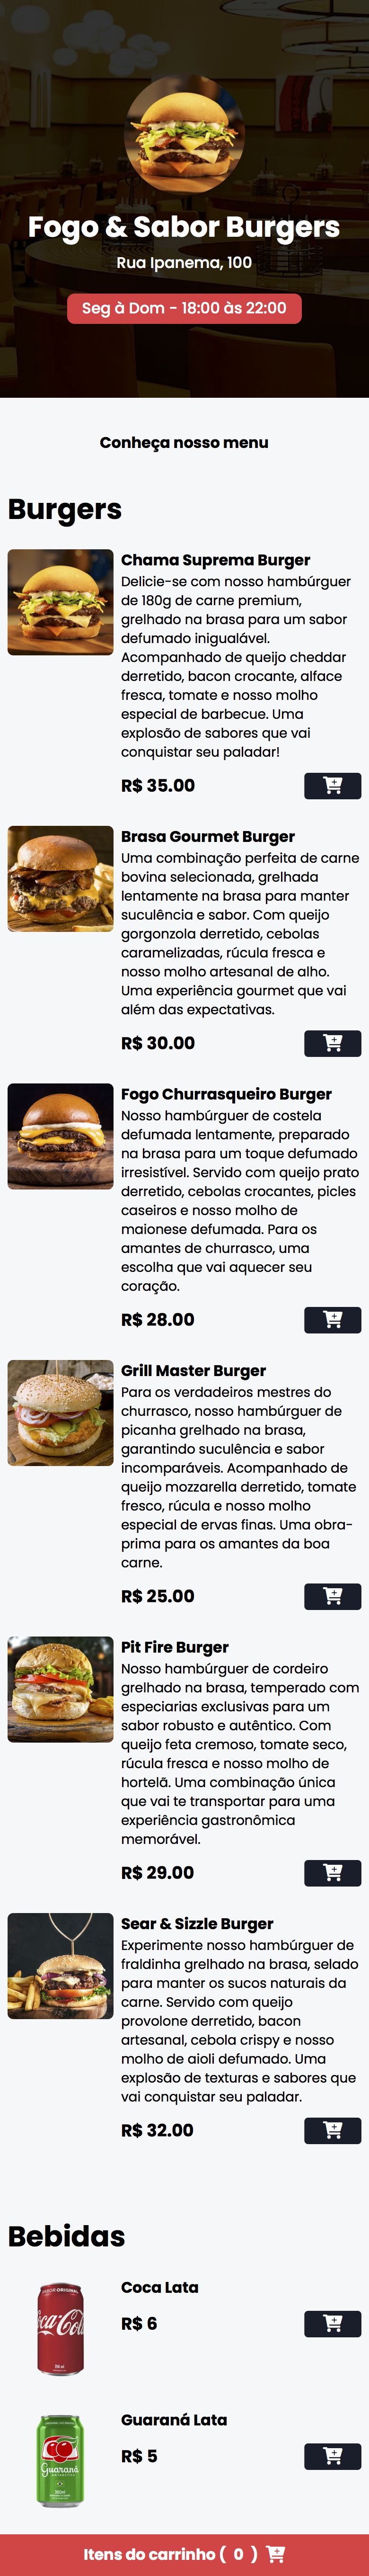 Fogo & Sabor Burgers
Rua Ipanema, 100
Seg à Dom - 18:00 às 22:00
Conheça nosso menu
Burgers
Chama Suprema Burger
Delicie-se com nosso hambúrguer
de 180g de carne premium,
grelhado na brasa para um sabor
defumado inigualável.
Acompanhado de queijo cheddar
derretido, bacon crocante, alface
fresca, tomate e nosso molho
especial de barbecue. Uma
explosão de sabores que vai
conquistar seu paladar!
R$ 35.00
Brasa Gourmet Burger
Uma combinação perfeita de carne
bovina selecionada, grelhada
lentamente na brasa para manter
suculência e sabor. Com queijo
gorgonzola derretido, cebolas
caramelizadas, rúcula fresca e
nosso molho artesanal de alho.
Uma experiência gourmet que vai
além das expectativas.
R$ 30.00
Fogo Churrasqueiro Burger
Nosso hambúrguer de costela
defumada lentamente, preparado
na brasa para um toque defumado
irresistível. Servido com queijo prato
derretido, cebolas crocantes, picles
caseiros e nosso molho de
maionese defumada. Para os
amantes de churrasco, uma
escolha que vai aquecer seu
coração.
R$ 28.00
Grill Master Burger
Para os verdadeiros mestres do
churrasco, nosso hambúrguer de
picanha grelhado na brasa,
garantindo suculência e sabor
incomparáveis. Acompanhado de
queijo mozzarella derretido, tomate
fresco, rúcula e nosso molho
especial de ervas finas. Uma obra-
prima para os amantes da boa
carne.
R$ 25.00
Pit Fire Burger
Nosso hambúrguer de cordeiro
grelhado na brasa, temperado com
especiarias exclusivas para um
sabor robusto e autêntico. Com
queijo feta cremoso, tomate seco,
rúcula fresca e nosso molho de
hortelã. Uma combinação única
que vai te transportar para uma
experiência gastronômica
memorável.
R$ 29.00
Sear & Sizzle Burger
Experimente nosso hambúrguer de
fraldinha grelhado na brasa, selado
para manter os sucos naturais da
carne. Servido com queijo
provolone derretido, bacon
artesanal, cebola crispy e nosso
molho de aioli defumado. Uma
explosão de texturas e sabores que
vai conquistar seu paladar.
R$ 32.00
Bebidas
Coca Lata
R$ 6
Guaraná Lata
Guaraná
R$ 5
Itens do carrinho ( 0 )